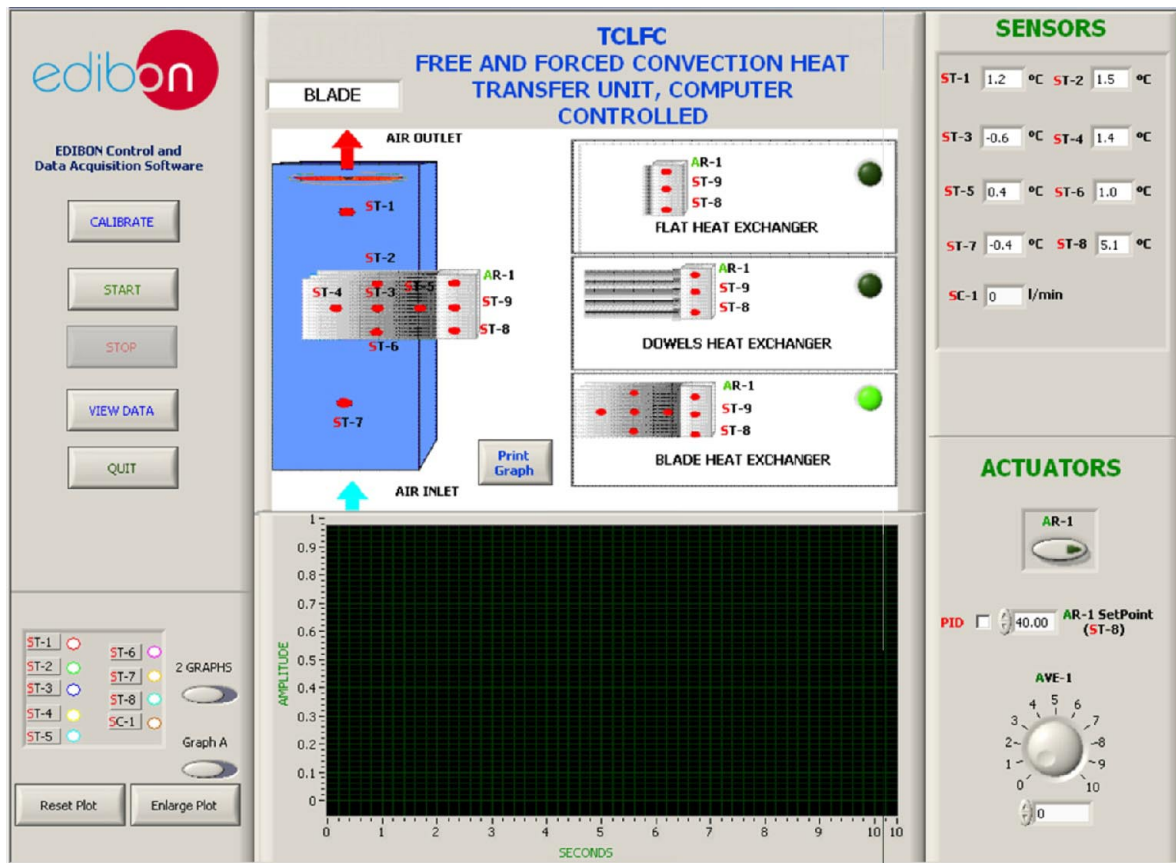 edibon
EDIBON Control and
Data Acquisition Software
CALIBRATE
START
STOP
VIEW DATA
QUIT
ST-1
ST-2
ST-3
ST-4
ST-5
ST-6
ST-7
ST-8
SC-1
2 GRAPHS
Graph A
Reset Plot
Enlarge Plot
TCLFC
FREE AND FORCED CONVECTION HEAT
TRANSFER UNIT, COMPUTER
CONTROLLED
BLADE
AIR OUTLET
ST-1
ST-2
AR-1
ST-4 ST-3 ST-5
ST-9
ST-8
ST-6
ST-7
AIR INLET
Print
Graph
AR-1
ST-9
ST-8
FLAT HEAT EXCHANGER
AR-1
ST-9
ST-8
DOWELS HEAT EXCHANGER
AR-1
ST-9
ST-8
BLADE HEAT EXCHANGER
AMPLITUDE
1
0.9
0.8
0.7
0.6
0.5
0.4
0.3
0.2
0.1
0
0 1 2 3 4 5 6 7 8 9 10 10
SECONDS
SENSORS
ST-1 1.2 ºC ST-2 1.5 ºC
ST-3 -0.6 ºC ST-4 1.4 ºC
ST-5 0.4 ºC ST-6 1.0 ºC
ST-7 -0.4 ºC ST-8 5.1 ºC
SC-1 0 l/min
ACTUATORS
AR-1
PID 40.00 AR-1 SetPoint
(ST-8)
AVE-1
0 1 2 3 4 5 6 7 8 9 10
0